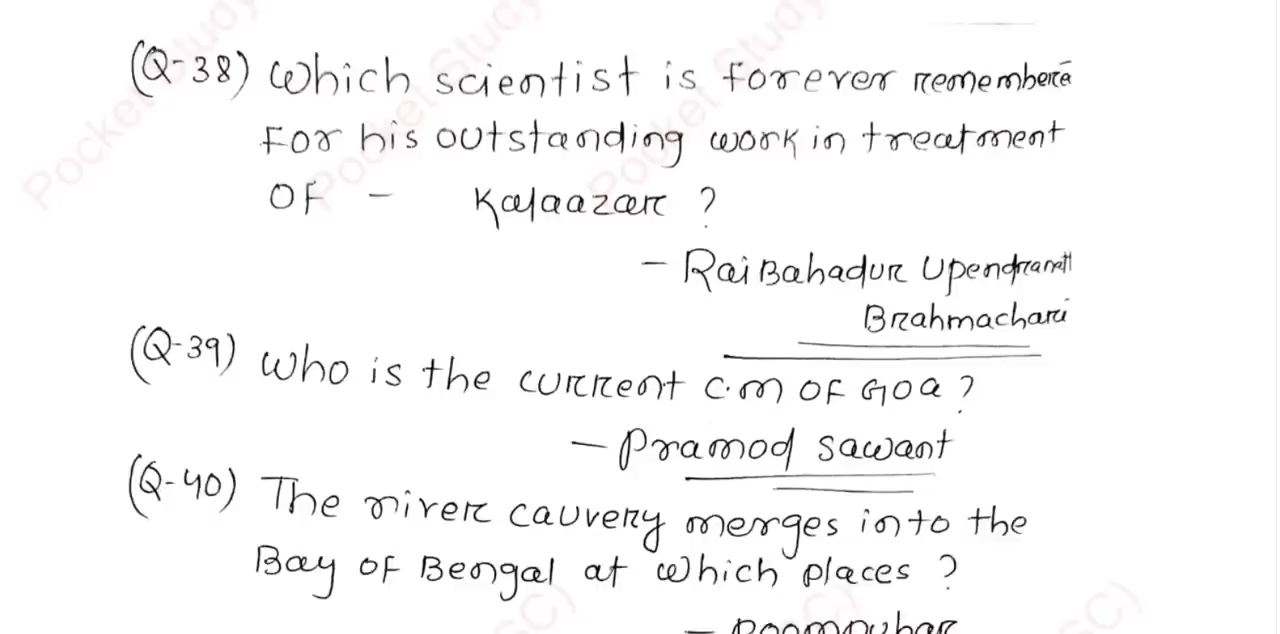 (Q-38) Which scientist is forever remembere
For his outstanding work in treatment
OF - Kalaazar ?
- Rai Bahadur Upendranath
Brahmachari
(Q-39) Who is the current C.M OF GOa ?
- Pramod Sawant
(Q-40) The river cauvery merges into the
Bay OF Bengal at which places ?
- Poompuhar